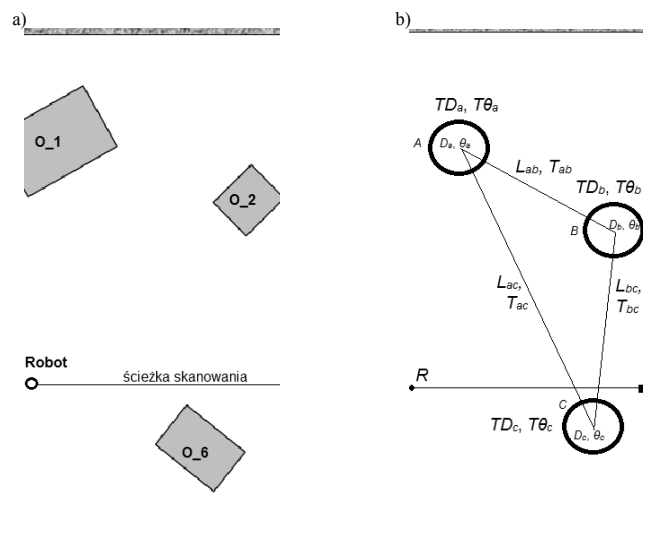 a)
O_1
O_2
Robot
ścieżka skanowania
O_6
b)
TDa, Tθa
A
Da, θa
Lab, Tab
TDb, Tθb
B
Db, θb
Lac,
Tac
Lbc,
Tbc
R
C
TDc, Tθc
Dc, θc